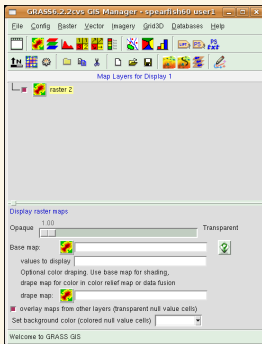 GRASS6.2.2cvs GIS Manager - spearfish60 user1
File Config Raster Vector Imagery Grid3D Databases Help
Map Layers for Display 1
raster 2
Display raster maps
1.00
Opaque Transparent
Base map:
values to display
Optional color draping. Use base map for shading,
drape map for color in color relief map or data fusion
drape map:
overlay maps from other layers (transparent null value cells)
Set background color (colored null value cells)
Welcome to GRASS GIS